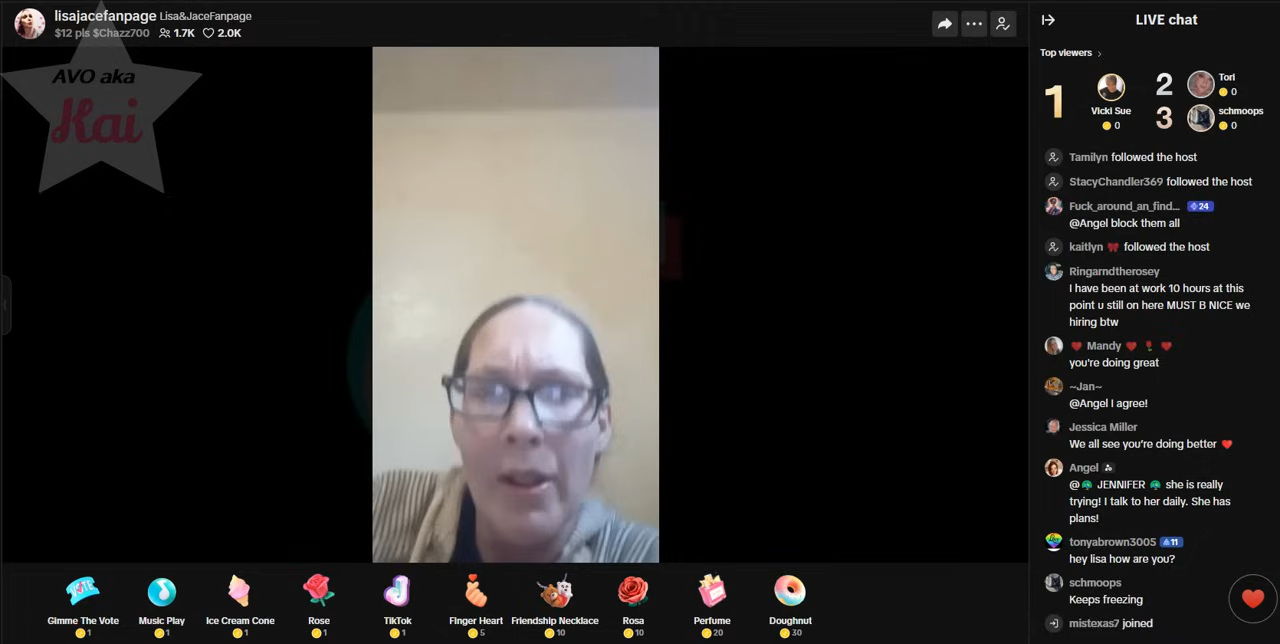 lisajacefanpage Lisa&JaceFanpage
$12 pls $Chazz700 1.7K 2.0K
AVO aka
Kai
LIVE chat
Top viewers >
1
Vicki Sue
0
2
Tori
0
3
schmoops
0
Tamilyn followed the host
StacyChandler369 followed the host
Fuck_around_an_find... 24
@Angel block them all
kaitlyn followed the host
Ringarndtherosey
I have been at work 10 hours at this
point u still on here MUST B NICE we
hiring btw
Mandy
you're doing great
~Jan~
@Angel I agree!
Jessica Miller
We all see you're doing better
Angel
@ JENNIFER she is really
trying! I talk to her daily. She has
plans!
tonyabrown3005 11
hey lisa how are you?
schmoops
Keeps freezing
mistexas7 joined
VOTE
Gimme The Vote
1
Music Play
1
Ice Cream Cone
1
Rose
1
TikTok
1
Finger Heart
5
Friendship Necklace
10
Rosa
10
Perfume
20
Doughnut
30